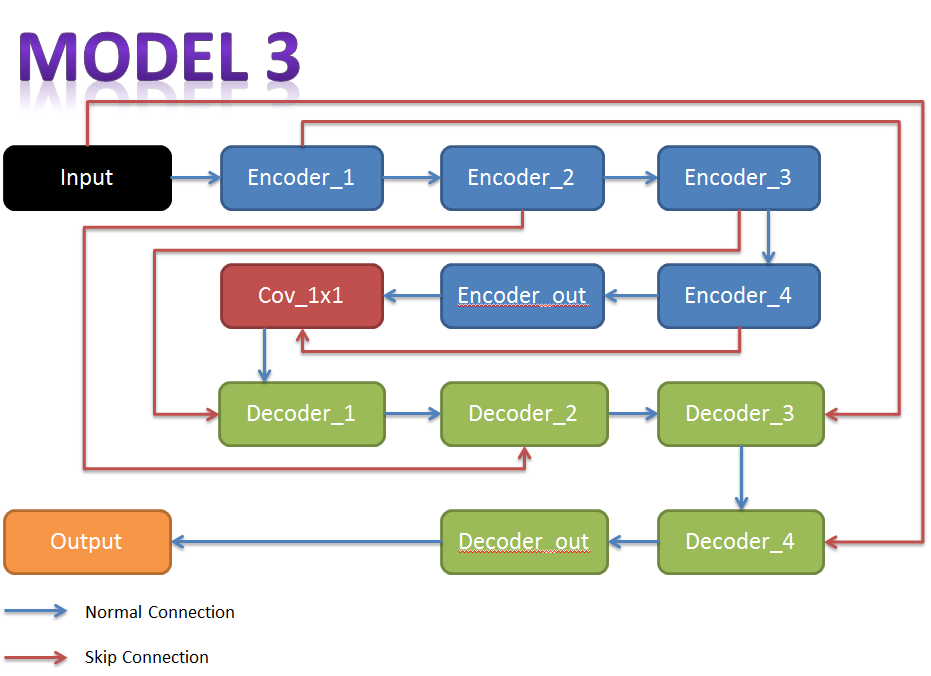 MODEL 3
Input
Encoder_1
Encoder_2
Encoder_3
Cov_1x1
Encoder_out
Encoder_4
Decoder_1
Decoder_2
Decoder_3
Output
Decoder_out
Decoder_4
Normal Connection
Skip Connection